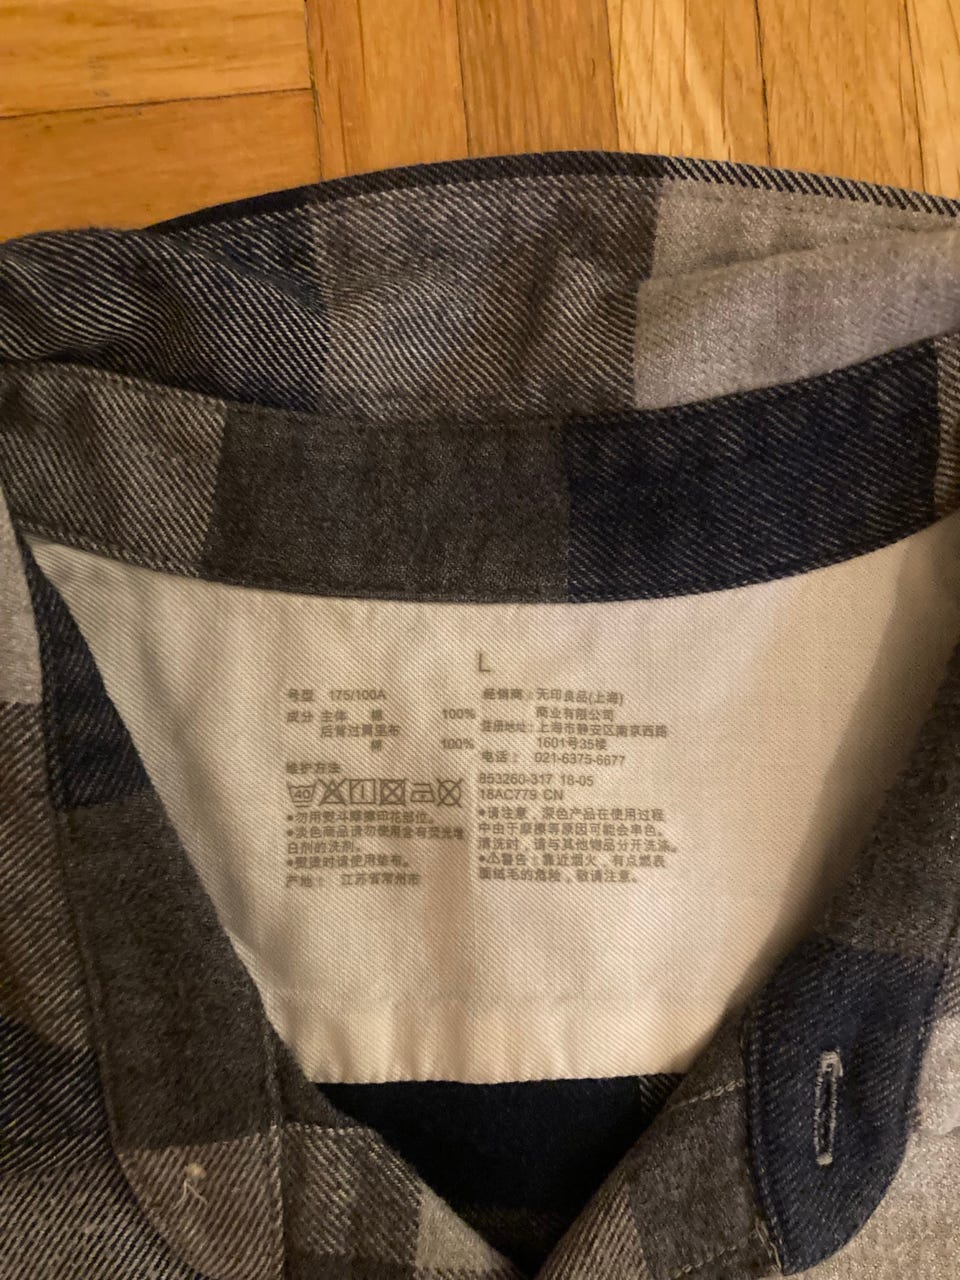 L
号型 175/100A
成分 主体 棉 100%
后背过肩里布
棉 100%
维护方法
40
●勿用熨斗摩擦印花部位。
●淡色商品请勿使用含有荧光增
白剂的洗剂。
●熨烫时请使用垫布。
产地： 江苏省常州市
经销商：无印良品(上海)
商业有限公司
注册地址：上海市静安区南京西路
1601号35楼
电话： 021-6375-6677
853260-317 18-05
18AC779 CN
●请注意，深色产品在使用过程
中由于摩擦等原因可能会串色。
清洗时，请与其他物品分开洗涤。
●⚠警告：靠近烟火，有点燃表
面绒毛的危险，敬请注意。